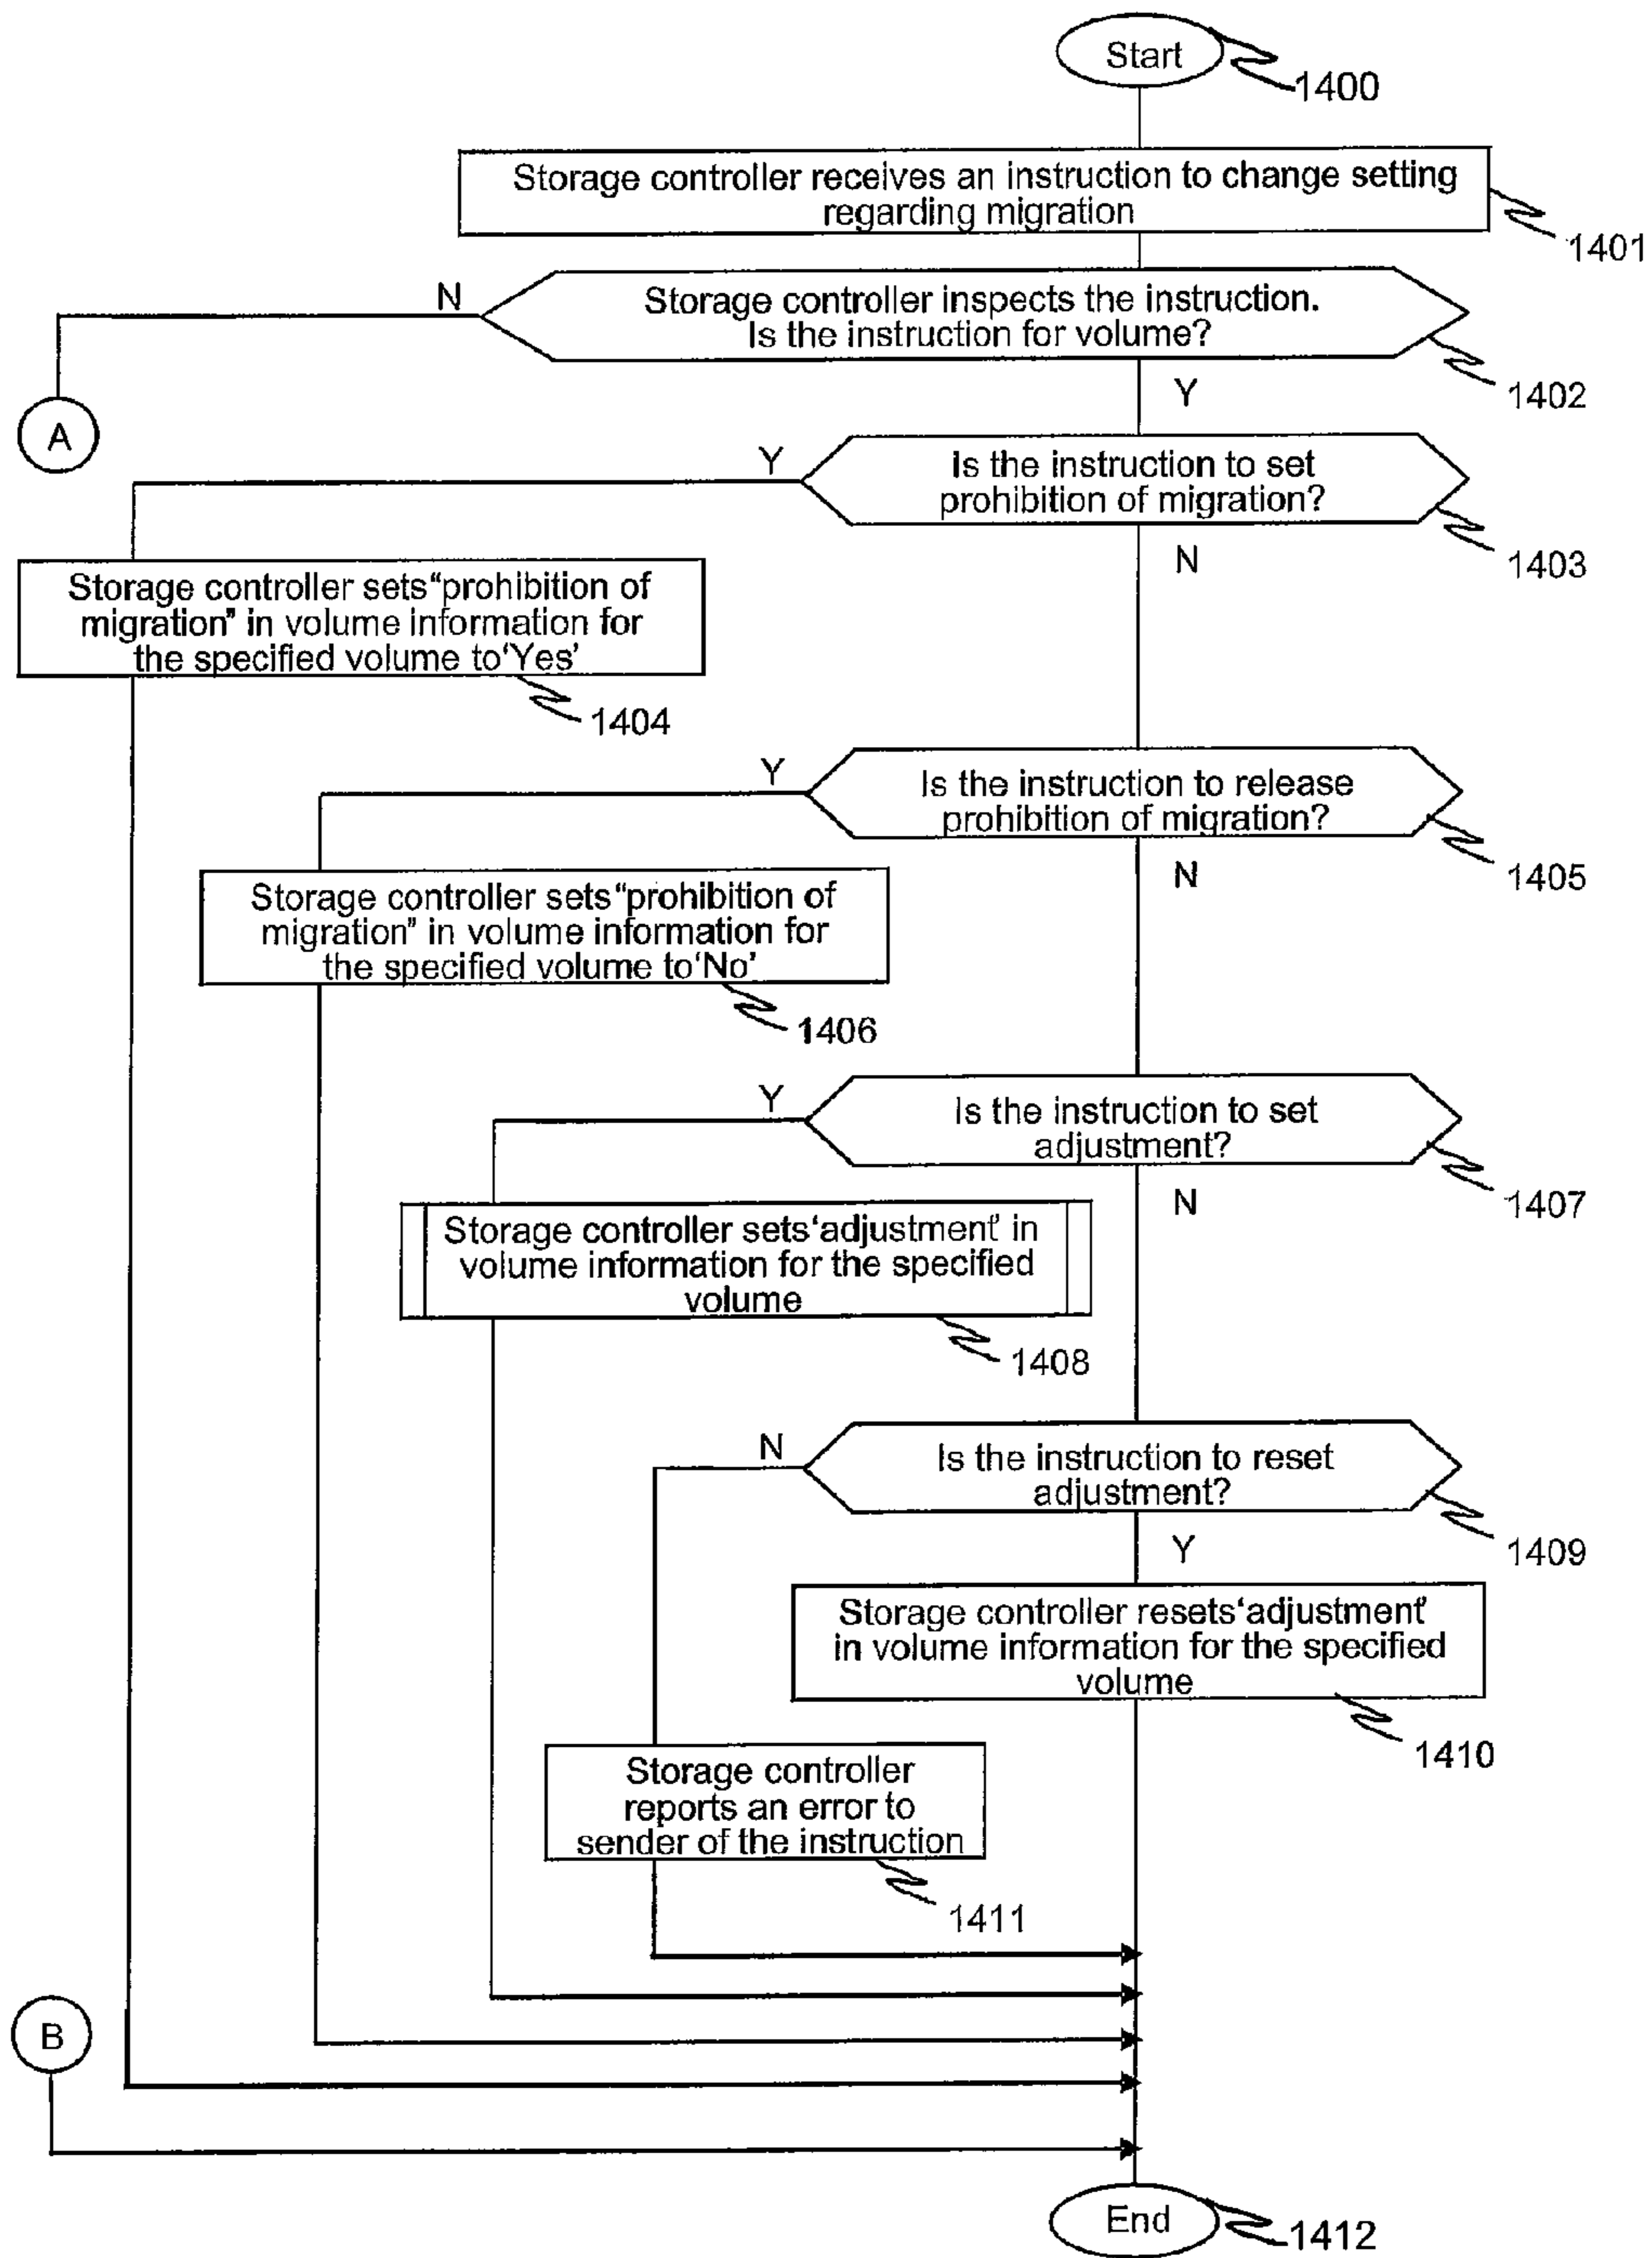 Start
1400
Storage controller receives an instruction to change setting
regarding migration
1401
N
Storage controller inspects the instruction.
Is the instruction for volume?
1402
Y
A
Y
Is the instruction to set
prohibition of migration?
1403
N
Storage controller sets “prohibition of
migration” in volume information for
the specified volume to ‘Yes’
1404
Y
Is the instruction to release
prohibition of migration?
1405
N
Storage controller sets “prohibition of
migration” in volume information for
the specified volume to ‘No’
1406
Y
Is the instruction to set
adjustment?
1407
N
Storage controller sets ‘adjustment’ in
volume information for the specified
volume
1408
N
Is the instruction to reset
adjustment?
1409
Y
Storage controller resets ‘adjustment’
in volume information for the specified
volume
1410
Storage controller
reports an error to
sender of the instruction
1411
B
End
1412